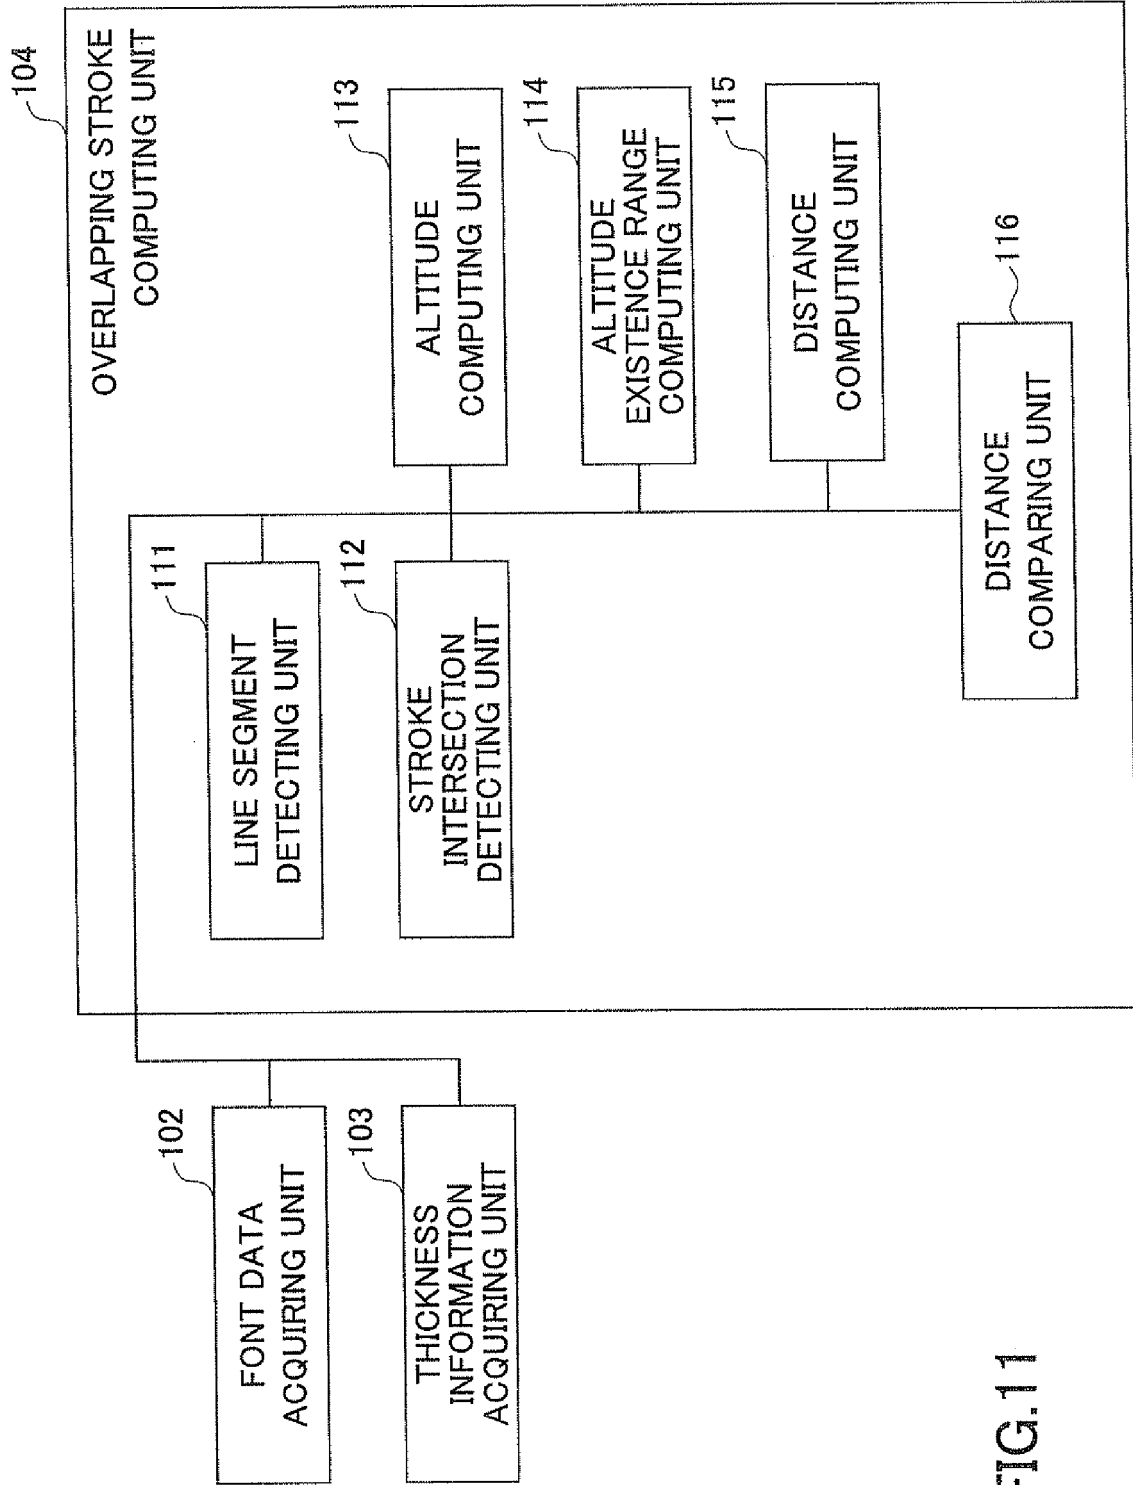 104
OVERLAPPING STROKE
COMPUTING UNIT
102
FONT DATA
ACQUIRING UNIT
103
THICKNESS
INFORMATION
ACQUIRING UNIT
111
LINE SEGMENT
DETECTING UNIT
112
STROKE
INTERSECTION
DETECTING UNIT
113
ALTITUDE
COMPUTING UNIT
114
ALTITUDE
EXISTENCE RANGE
COMPUTING UNIT
115
DISTANCE
COMPUTING UNIT
116
DISTANCE
COMPARING UNIT
FIG.11